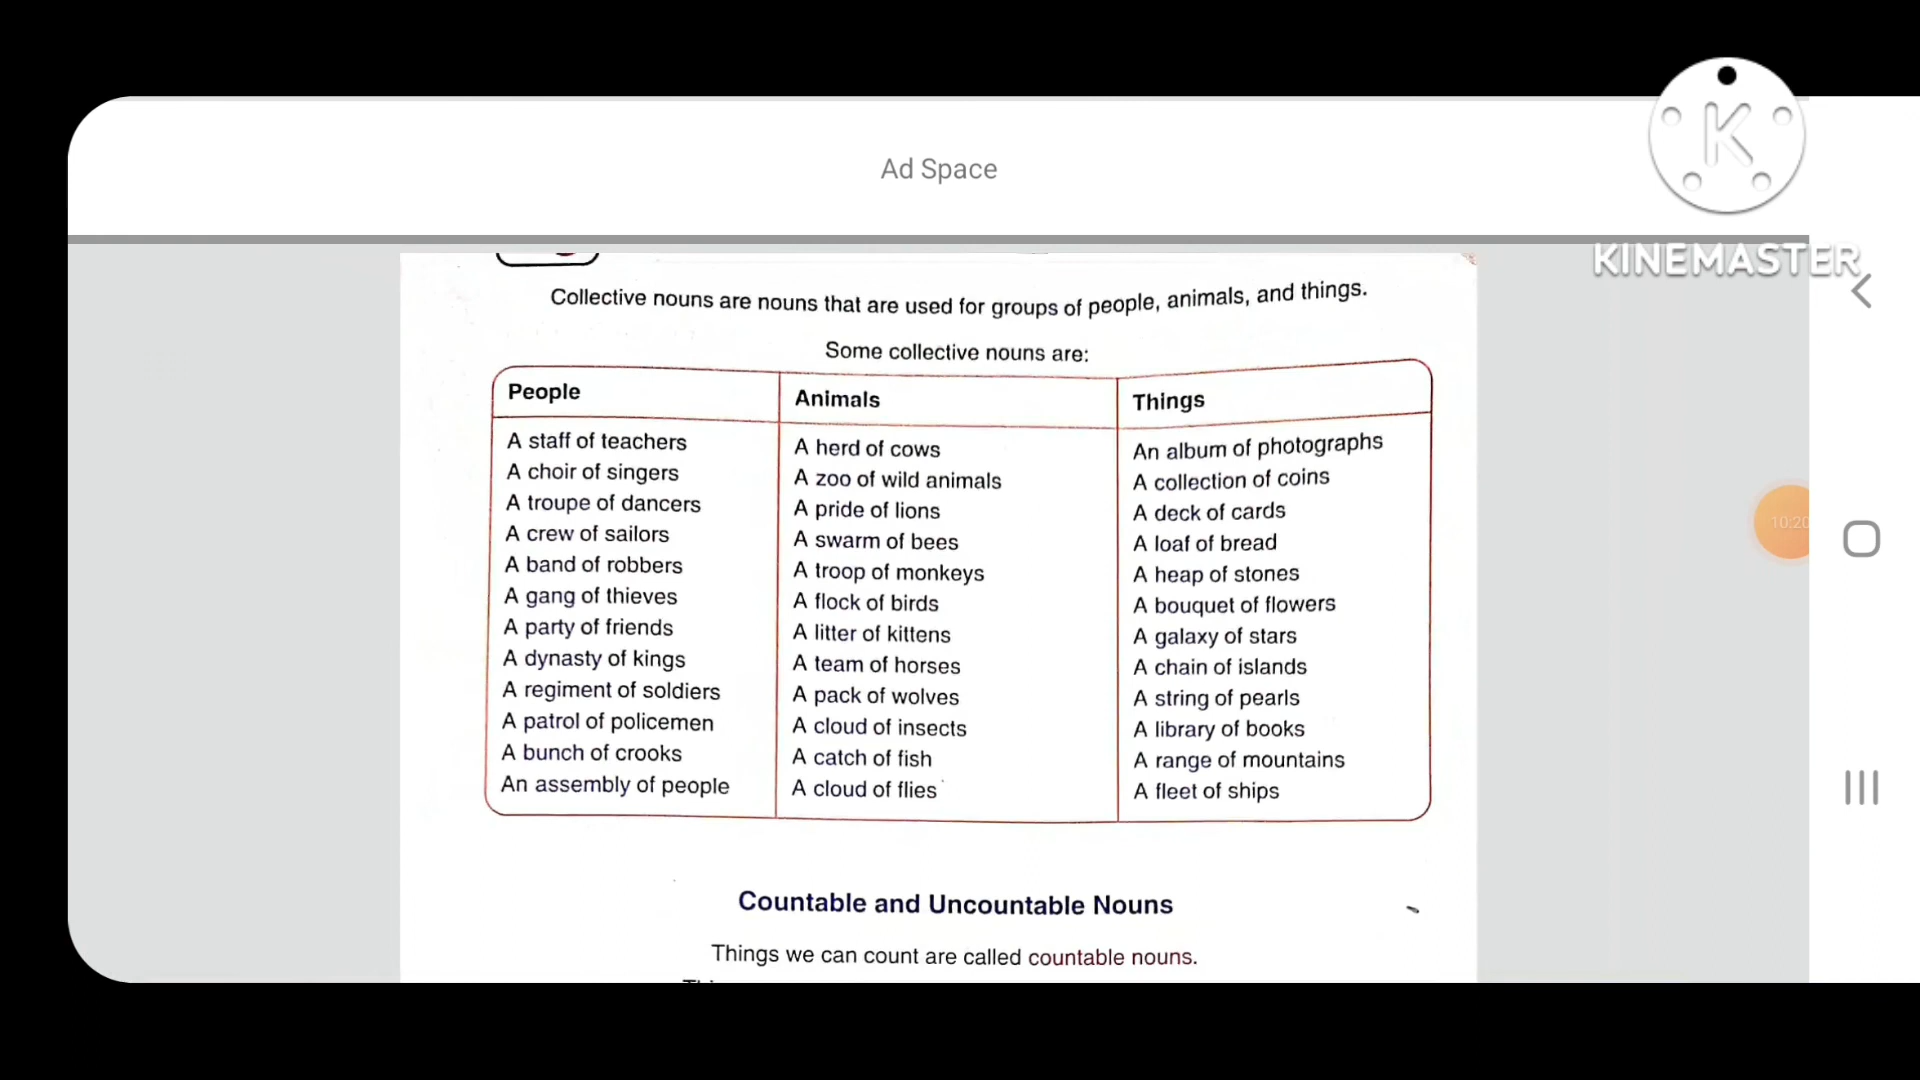 Ad Space
K
KINEMASTER
Collective nouns are nouns that are used for groups of people, animals, and things.
Some collective nouns are:
People
A staff of teachers
A choir of singers
A troupe of dancers
A crew of sailors
A band of robbers
A gang of thieves
A party of friends
A dynasty of kings
A regiment of soldiers
A patrol of policemen
A bunch of crooks
An assembly of people
Animals
A herd of cows
A zoo of wild animals
A pride of lions
A swarm of bees
A troop of monkeys
A flock of birds
A litter of kittens
A team of horses
A pack of wolves
A cloud of insects
A catch of fish
A cloud of flies
Things
An album of photographs
A collection of coins
A deck of cards
A loaf of bread
A heap of stones
A bouquet of flowers
A galaxy of stars
A chain of islands
A string of pearls
A library of books
A range of mountains
A fleet of ships
10:20
Countable and Uncountable Nouns
Things we can count are called countable nouns.